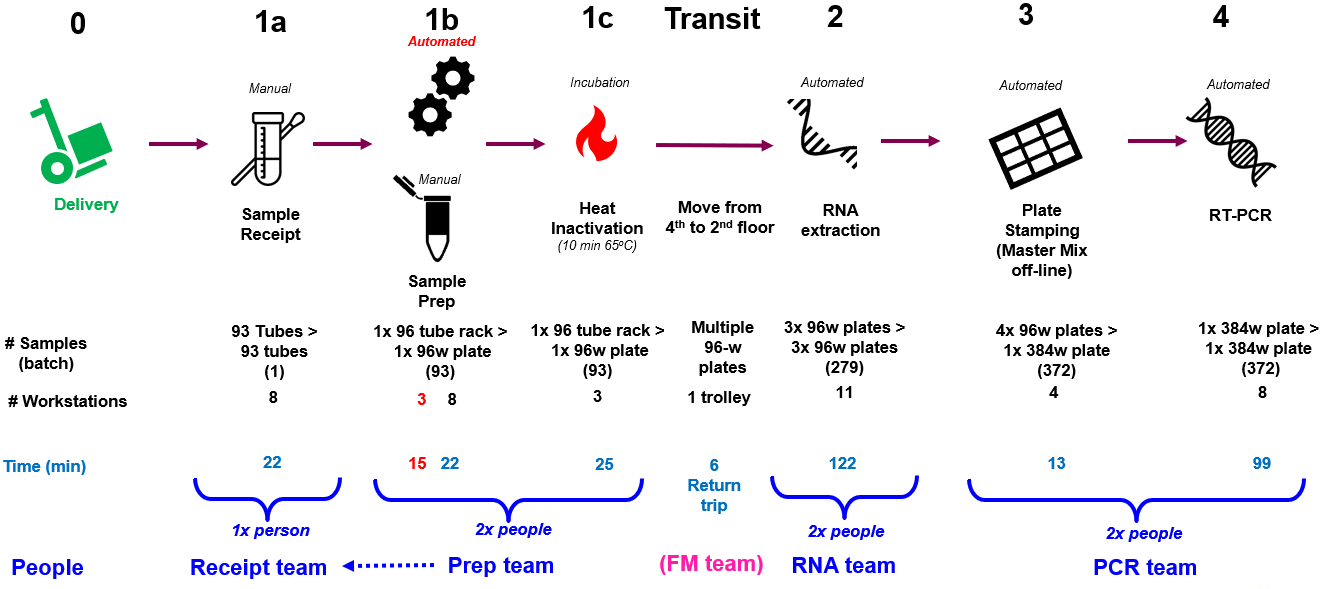 0
1a
1b
1c
Transit
2
3
4
Automated
Manual
Incubation
Automated
Automated
Automated
Manual
Delivery
Sample
Receipt
Sample
Prep
Heat
Inactivation
(10 min 65ºC)
Move from
4th to 2nd floor
RNA
extraction
Plate
Stamping
(Master Mix
off-line)
RT-PCR
# Samples
(batch)
93 Tubes >
93 tubes
(1)
1x 96 tube rack >
1x 96w plate
(93)
1x 96 tube rack >
1x 96w plate
(93)
Multiple
96-w
plates
3x 96w plates >
3x 96w plates
(279)
4x 96w plates >
1x 384w plate
(372)
1x 384w plate >
1x 384w plate
(372)
# Workstations
8
3 8
3
1 trolley
11
4
8
Time (min)
22
15 22
25
6
Return
trip
122
13
99
1x person
2x people
2x people
2x people
People
Receipt team
Prep team
(FM team)
RNA team
PCR team